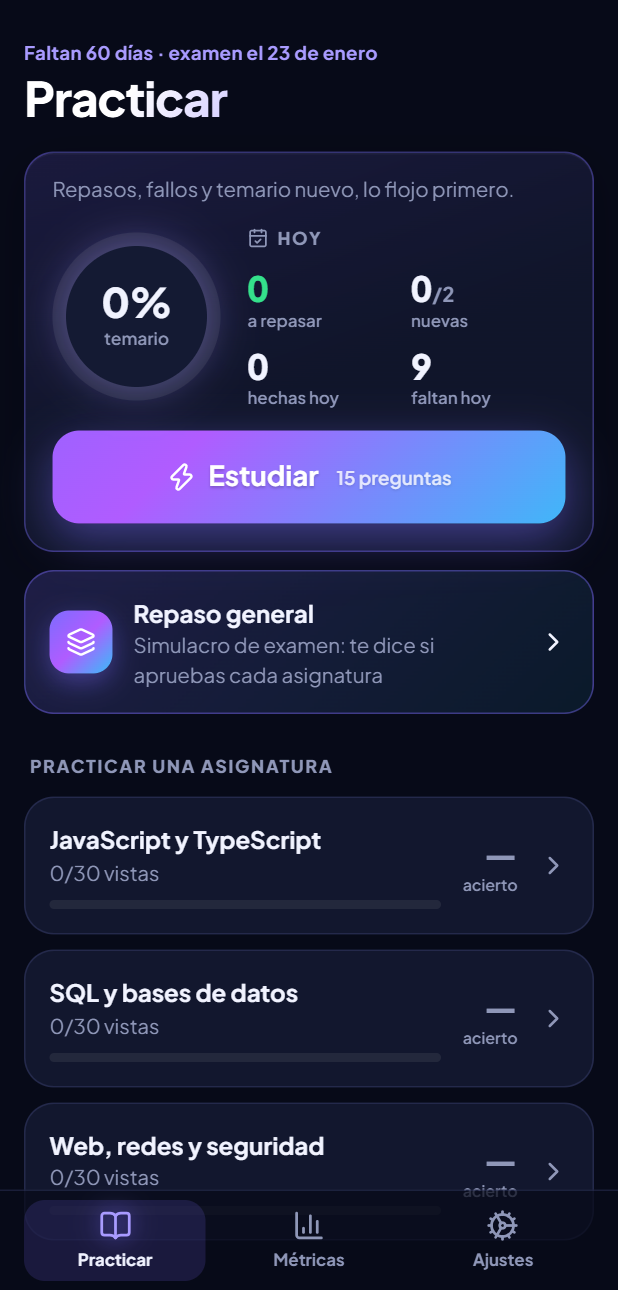 Faltan 60 días · examen el 23 de enero
Practicar
Repasos, fallos y temario nuevo, lo flojo primero.
0%
temario
HOY
0
a repasar
0/2
nuevas
0
hechas hoy
9
faltan hoy
Estudiar 15 preguntas
Repaso general
Simulacro de examen: te dice si
apruebas cada asignatura
PRACTICAR UNA ASIGNATURA
JavaScript y TypeScript
0/30 vistas
—
acierto
SQL y bases de datos
0/30 vistas
—
acierto
Web, redes y seguridad
0/30 vistas
—
acierto
Practicar
Métricas
Ajustes